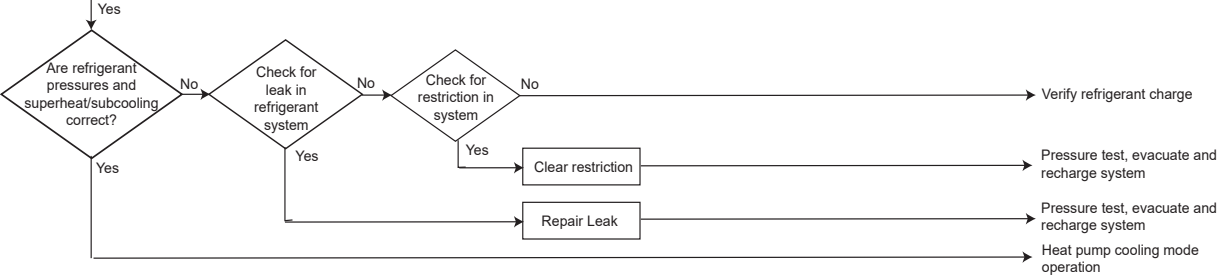 Yes
Are refrigerant
pressures and
superheat/subcooling
correct?
No
Check for
leak in
refrigerant
system
No
Check for
restriction in
system
No
Verify refrigerant charge
Yes
Clear restriction
Pressure test, evacuate and
recharge system
Yes
Repair Leak
Pressure test, evacuate and
recharge system
Yes
Heat pump cooling mode
operation